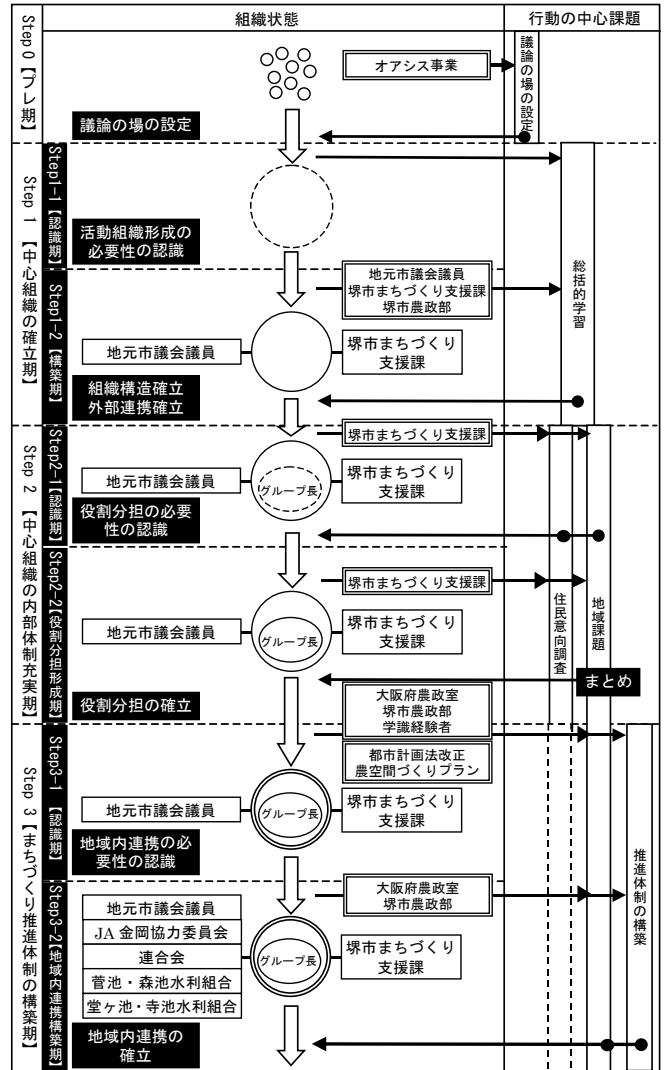 組織状態
行動の中心課題
Step 0【プレ期】
オアシス事業
議論の場の設定
議論の場の設定
Step 1 【中心組織の確立期】
Step1-1【認識期】
活動組織形成の
必要性の認識
総括的学習
Step1-2【構築期】
地元市議会議員
堺市まちづくり支援課
堺市農政部
地元市議会議員
堺市まちづくり
支援課
組織構造確立
外部連携確立
Step 2 【中心組織の内部体制充実期】
Step2-1【認識期】
堺市まちづくり支援課
地元市議会議員
グループ長
堺市まちづくり
支援課
役割分担の必要
性の認識
Step2-2【役割分担形成期】
堺市まちづくり支援課
住民意向調査
地域課題
地元市議会議員
グループ長
堺市まちづくり
支援課
まとめ
役割分担の確立
大阪府農政室
堺市農政部
学識経験者
Step 3【まちづくり推進体制の構築期】
Step3-1【認識期】
都市計画法改正
農空間づくりプラン
地元市議会議員
グループ長
堺市まちづくり
支援課
地域内連携の必
要性の認識
推進体制の構築
Step3-2【地域内連携構築期】
大阪府農政室
堺市農政部
地元市議会議員
JA 金岡協力委員会
連合会
菅池・森池水利組合
堂ヶ池・寺池水利組合
グループ長
堺市まちづくり
支援課
地域内連携の
確立